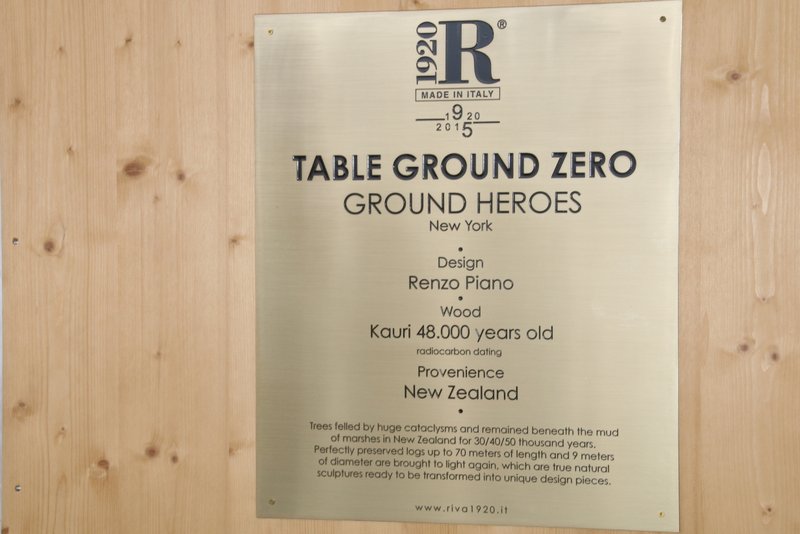 1920 R®
MADE IN ITALY
1920
2015
TABLE GROUND ZERO
GROUND HEROES
New York
Design
Renzo Piano
Wood
Kauri 48.000 years old
radiocarbon dating
Provenience
New Zealand
Trees felled by huge cataclysms and remained beneath the mud
of marshes in New Zealand for 30/40/50 thousand years.
Perfectly preserved logs up to 70 meters of length and 9 meters
of diameter are brought to light again, which are true natural
sculptures ready to be transformed into unique design pieces.
www.riva1920.it